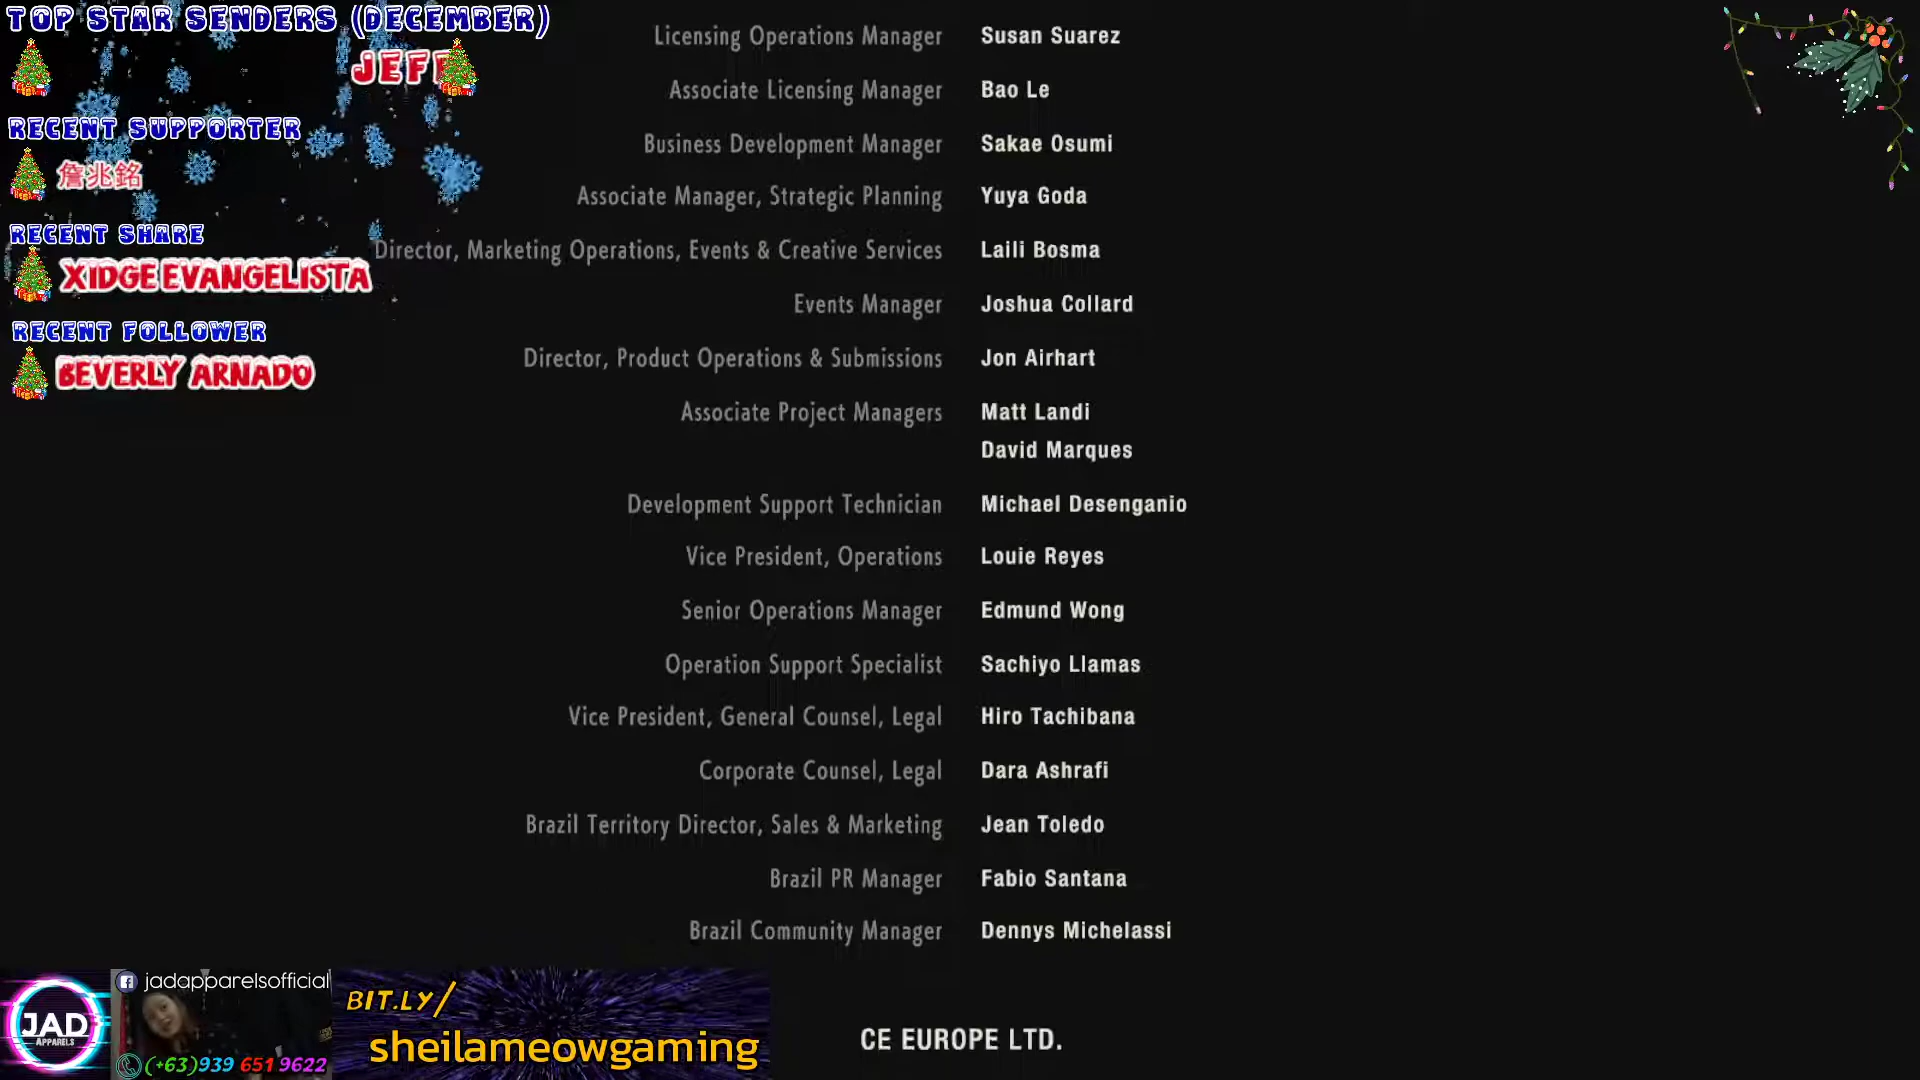 TOP STAR SENDERS (DECEMBER)
JEFF
RECENT SUPPORTER
詹兆銘
RECENT SHARE
XIDGE EVANGELISTA
RECENT FOLLOWER
BEVERLY ARNADO
Licensing Operations Manager Susan Suarez
Associate Licensing Manager Bao Le
Business Development Manager Sakae Osumi
Associate Manager, Strategic Planning Yuya Goda
Director, Marketing Operations, Events & Creative Services Laili Bosma
Events Manager Joshua Collard
Director, Product Operations & Submissions Jon Airhart
Associate Project Managers Matt Landi
David Marques
Development Support Technician Michael Desenganio
Vice President, Operations Louie Reyes
Senior Operations Manager Edmund Wong
Operation Support Specialist Sachiyo Llamas
Vice President, General Counsel, Legal Hiro Tachibana
Corporate Counsel, Legal Dara Ashrafi
Brazil Territory Director, Sales & Marketing Jean Toledo
Brazil PR Manager Fabio Santana
Brazil Community Manager Dennys Michelassi
CE EUROPE LTD.
JAD
APPARELS
jadapparelsofficial
(+63)939 651 9622
BIT.LY/
sheilameowgaming